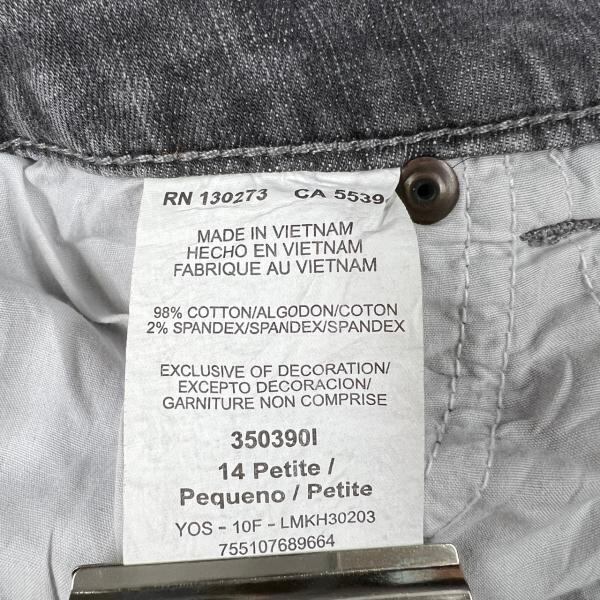 RN 130273 CA 5539
MADE IN VIETNAM
HECHO EN VIETNAM
FABRIQUE AU VIETNAM
98% COTTON/ALGODON/COTON
2% SPANDEX/SPANDEX/SPANDEX
EXCLUSIVE OF DECORATION/
EXCEPTO DECORACION/
GARNITURE NON COMPRISE
350390I
14 Petite /
Pequeno / Petite
YOS - 10F - LMKH30203
755107689664